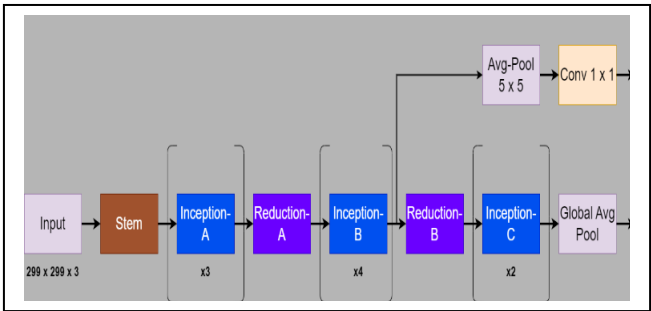 Avg-Pool
5 x 5
Conv 1 x 1
Input
Stem
Inception-
A
Reduction-
A
Inception-
B
Reduction-
B
Inception-
C
Global Avg
Pool
299 x 299 x 3
x3
x4
x2